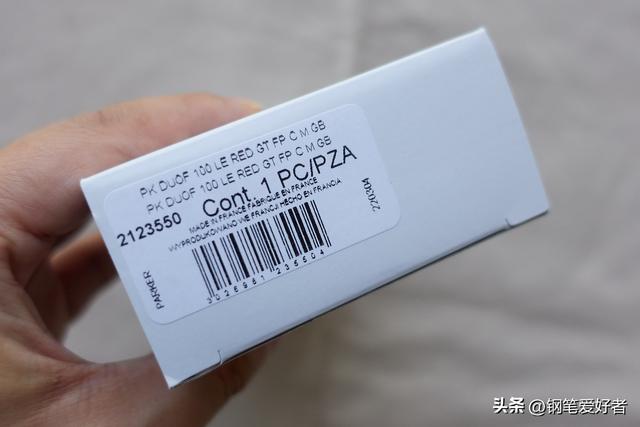 PK DUOF 100 LE RED GT FP C M GB
PK DUOF 100 LE RED GT FP C M GB
2123550
Cont. 1 PC/PZA
MADE IN FRANCE FABRIQUE EN FRANCE
WYPRODUKOWANO WE FRANCJI HECHO EN FRANCIA
PARKER
3026981235504
头条 @钢笔爱好者